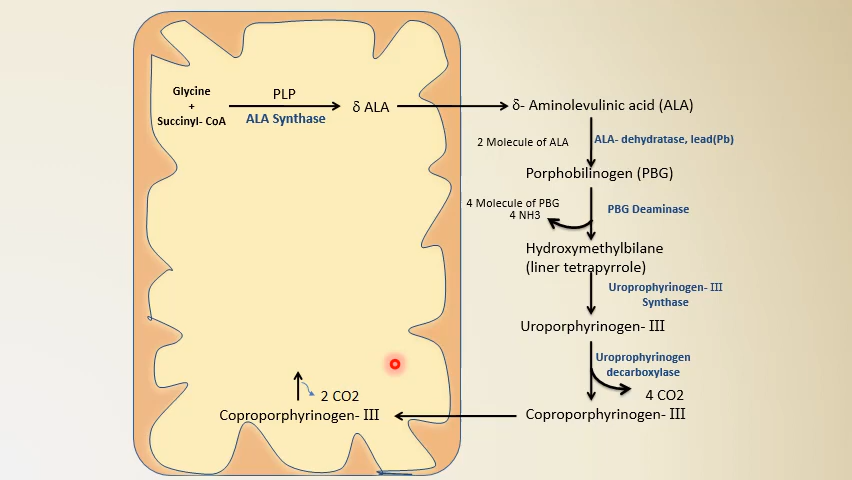 Glycine
+
Succinyl- CoA
PLP
ALA Synthase
δ ALA
δ- Aminolevulinic acid (ALA)
2 Molecule of ALA
ALA- dehydratase, lead(Pb)
Porphobilinogen (PBG)
4 Molecule of PBG
4 NH3
PBG Deaminase
Hydroxymethylbilane
(liner tetrapyrrole)
Uroprophyrinogen- III
Synthase
Uroporphyrinogen- III
Uroprophyrinogen
decarboxylase
4 CO2
Coproporphyrinogen- III
2 CO2
Coproporphyrinogen- III